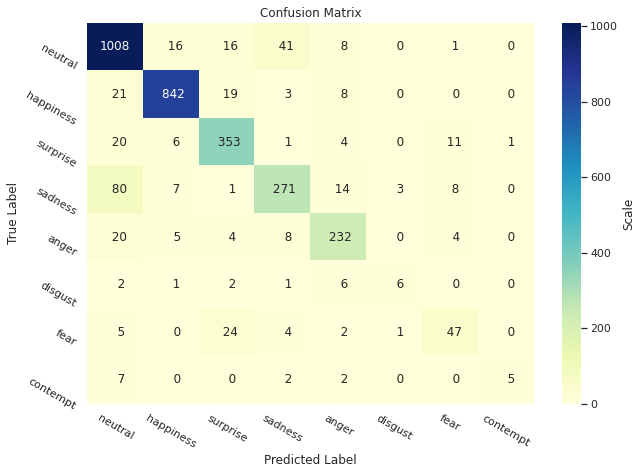 Confusion Matrix
True Label
neutral 1008 16 16 41 8 0 1 0
happiness 21 842 19 3 8 0 0 0
surprise 20 6 353 1 4 0 11 1
sadness 80 7 1 271 14 3 8 0
anger 20 5 4 8 232 0 4 0
disgust 2 1 2 1 6 6 0 0
fear 5 0 24 4 2 1 47 0
contempt 7 0 0 2 2 0 0 5
neutral happiness surprise sadness anger disgust fear contempt
Predicted Label
1000
800
600
400
200
0
Scale